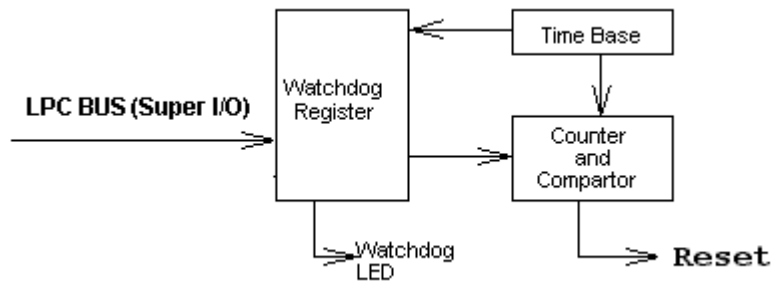 Time Base
Watchdog
Register
LPC BUS (Super I/O)
Counter
and
Compartor
Watchdog
LED
Reset